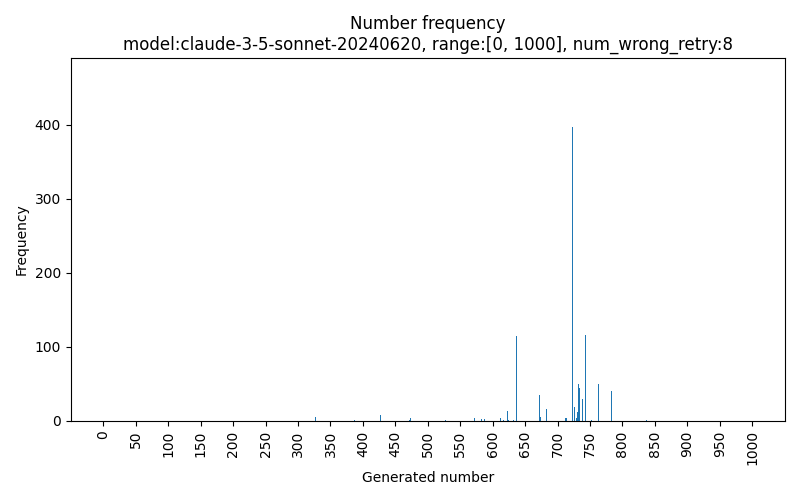 Number frequency
model:claude-3-5-sonnet-20240620, range:[0, 1000], num_wrong_retry:8
Frequency
400
300
200
100
0
0 50 100 150 200 250 300 350 400 450 500 550 600 650 700 750 800 850 900 950 1000
Generated number